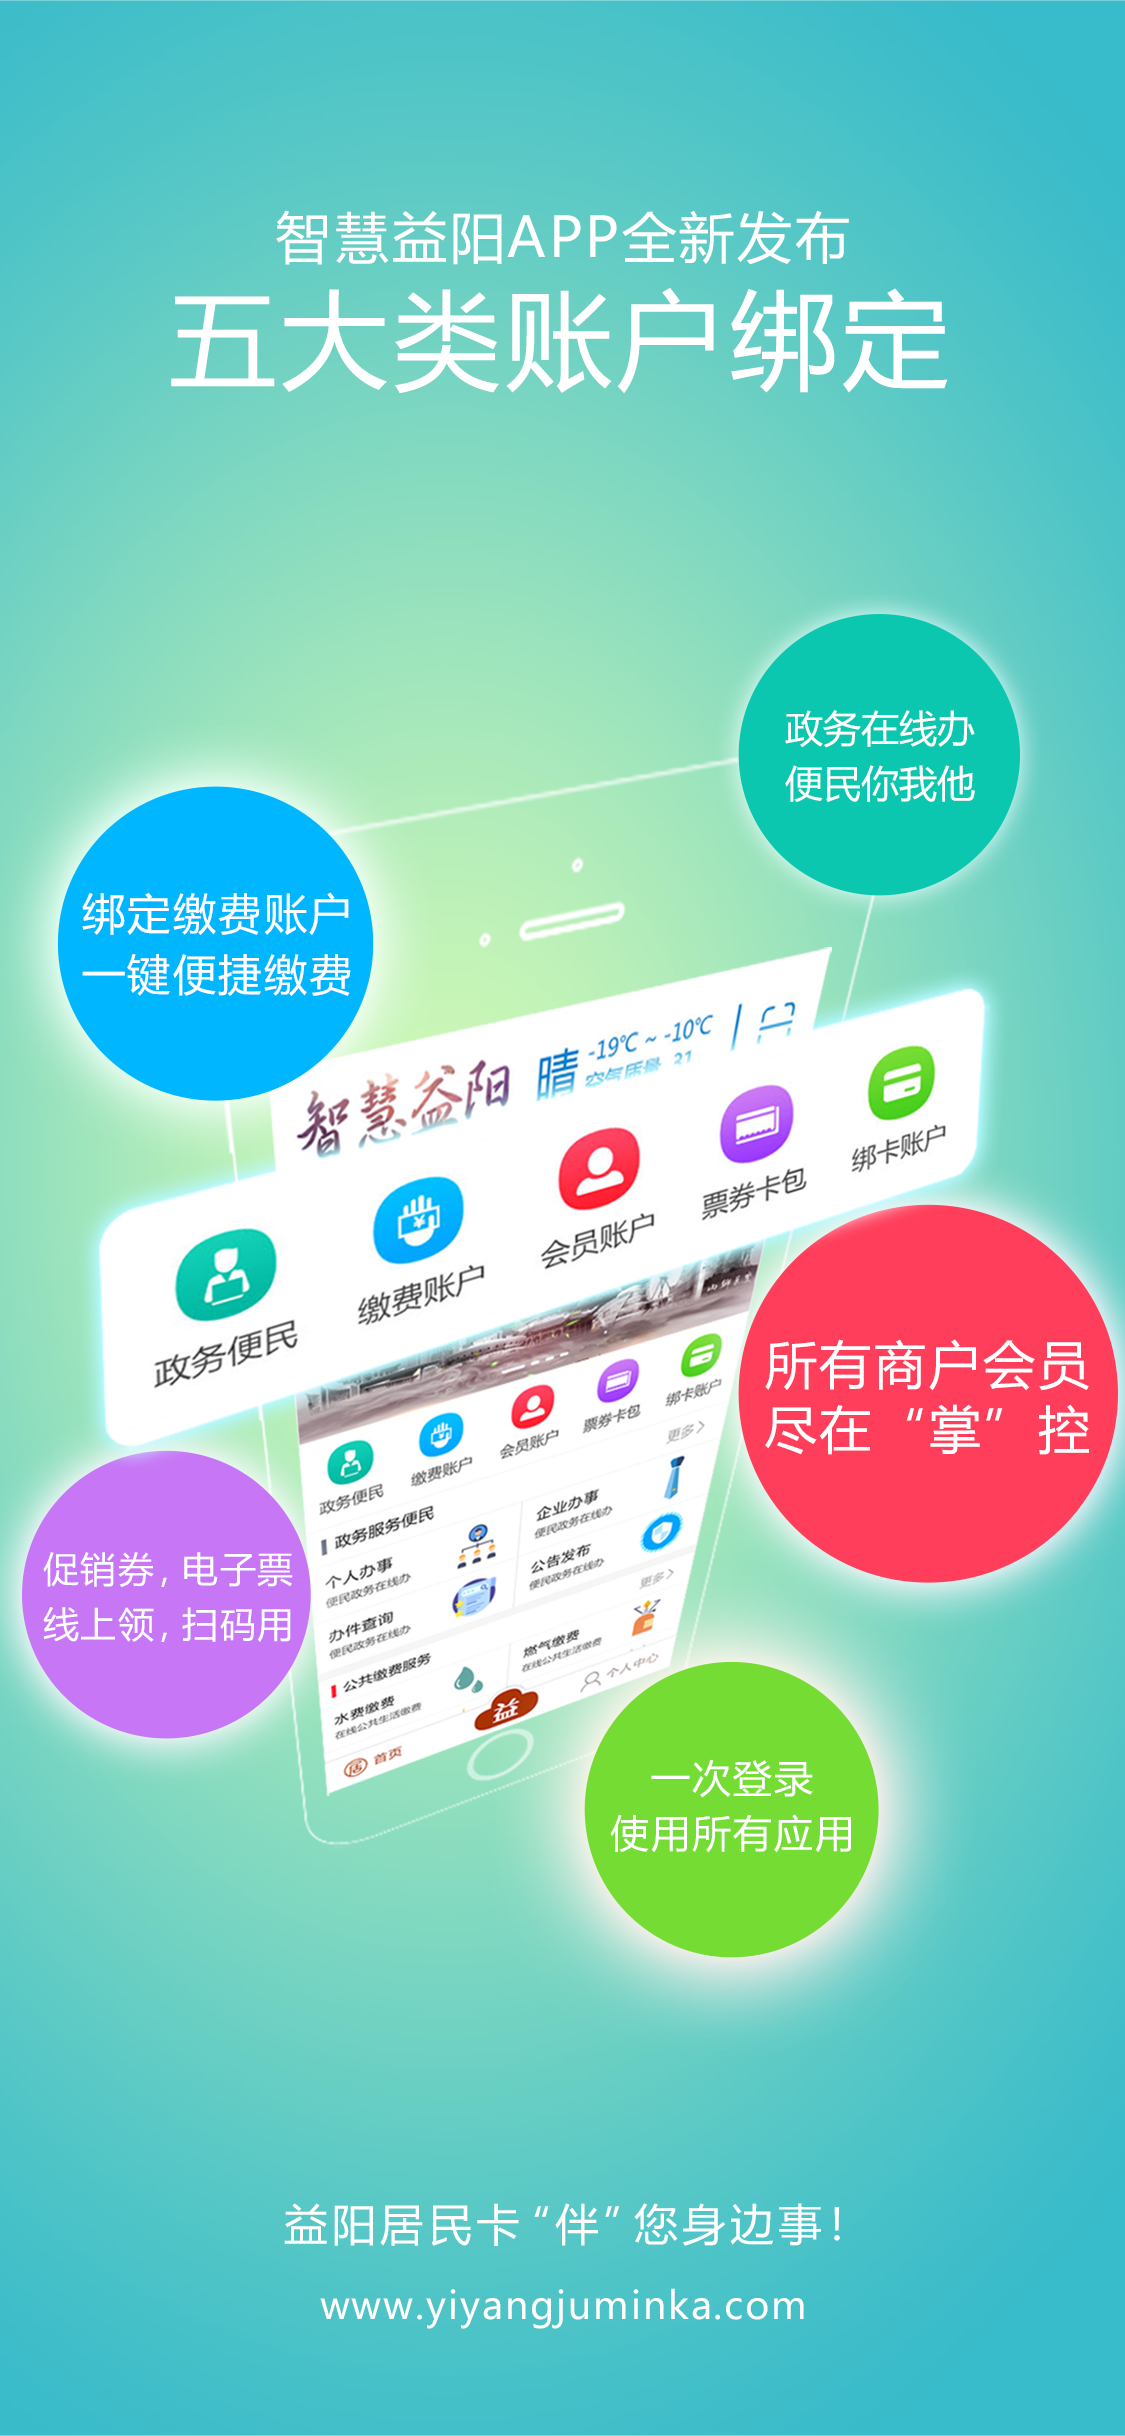 智慧益阳APP全新发布
五大类账户绑定
政务在线办
便民你我他
绑定缴费账户
一键便捷缴费
智慧益阳 晴 -19℃ ~ -10℃
空气质量 31
政务便民 缴费账户 会员账户 票券卡包 绑卡账户
所有商户会员
尽在“掌”控
政务便民 缴费账户 会员账户 票券卡包 绑卡账户
更多
政务服务便民
个人办事
便民政务在线办
企业办事
便民政务在线办
办件查询
便民政务在线办
公告发布
便民政务在线办
更多
公共缴费服务
水费缴费
在线公共生活缴费
燃气缴费
在线公共生活缴费
居 首页
益
个人中心
促销券,电子票
线上领,扫码用
一次登录
使用所有应用
益阳居民卡“伴”您身边事!
www.yiyangjuminka.com